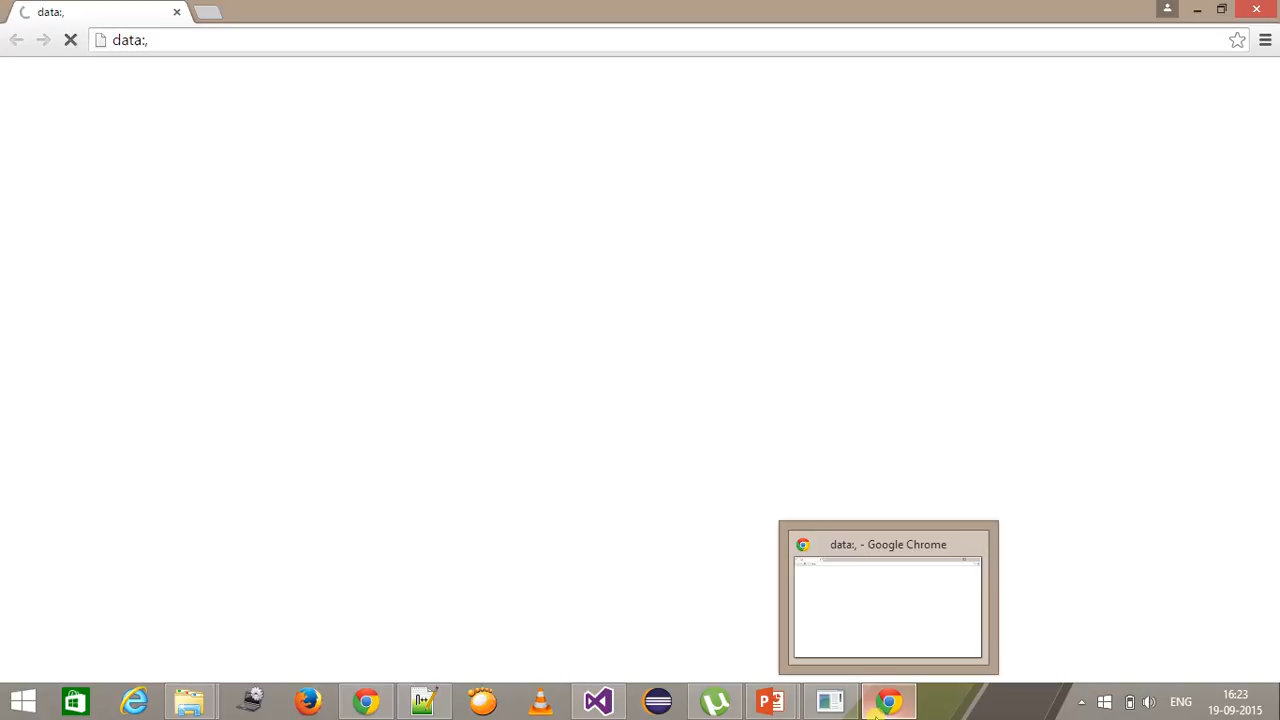 data:,
data:,
data:, - Google Chrome
N++
ENG
16:23
19-09-2015